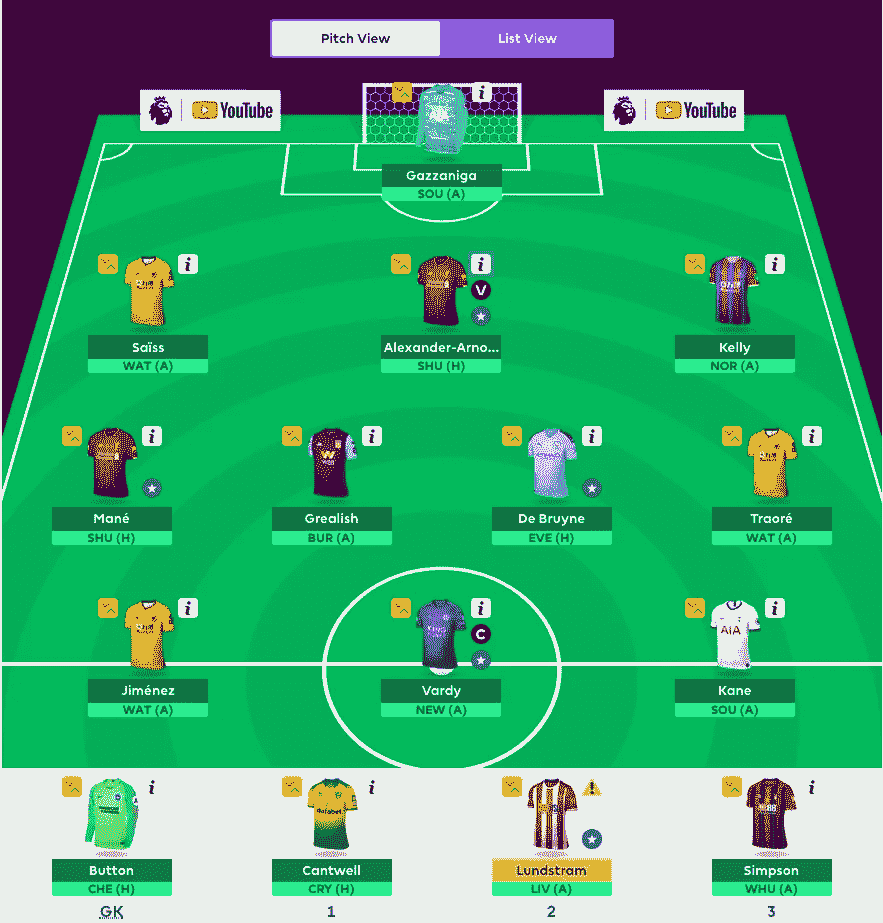 Pitch View
List View
YouTube
YouTube
Gazzaniga
SOU (A)
Saïss
WAT (A)
V
Alexander-Arno...
SHU (H)
Kelly
NOR (A)
Mané
SHU (H)
Grealish
BUR (A)
De Bruyne
EVE (H)
Traoré
WAT (A)
Jiménez
WAT (A)
C
Vardy
NEW (A)
AIA
Kane
SOU (A)
Button
CHE (H)
GK
Cantwell
CRY (H)
1
Lundstram
LIV (A)
2
Simpson
WHU (A)
3